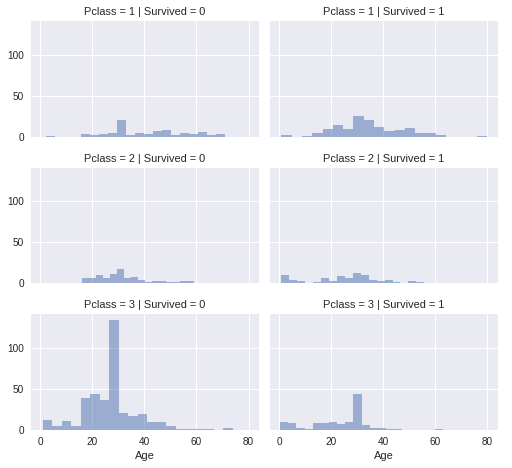 Pclass = 1 | Survived = 0
Pclass = 1 | Survived = 1
100
50
0
Pclass = 2 | Survived = 0
Pclass = 2 | Survived = 1
100
50
0
Pclass = 3 | Survived = 0
Pclass = 3 | Survived = 1
100
50
0
0 20 40 60 80
0 20 40 60 80
Age
Age